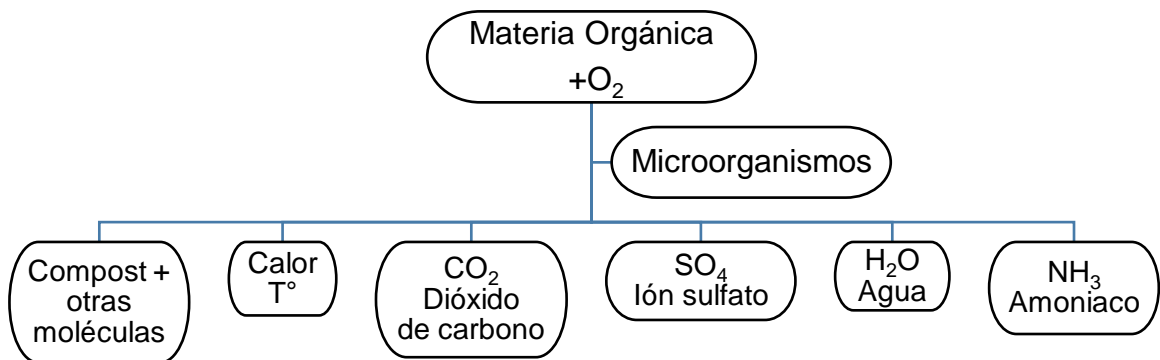 Materia Orgánica
+O₂
Microorganismos
Compost +
otras
moléculas
Calor
T°
CO₂
Dióxido
de carbono
SO₄
Ión sulfato
H₂O
Agua
NH₃
Amoniaco